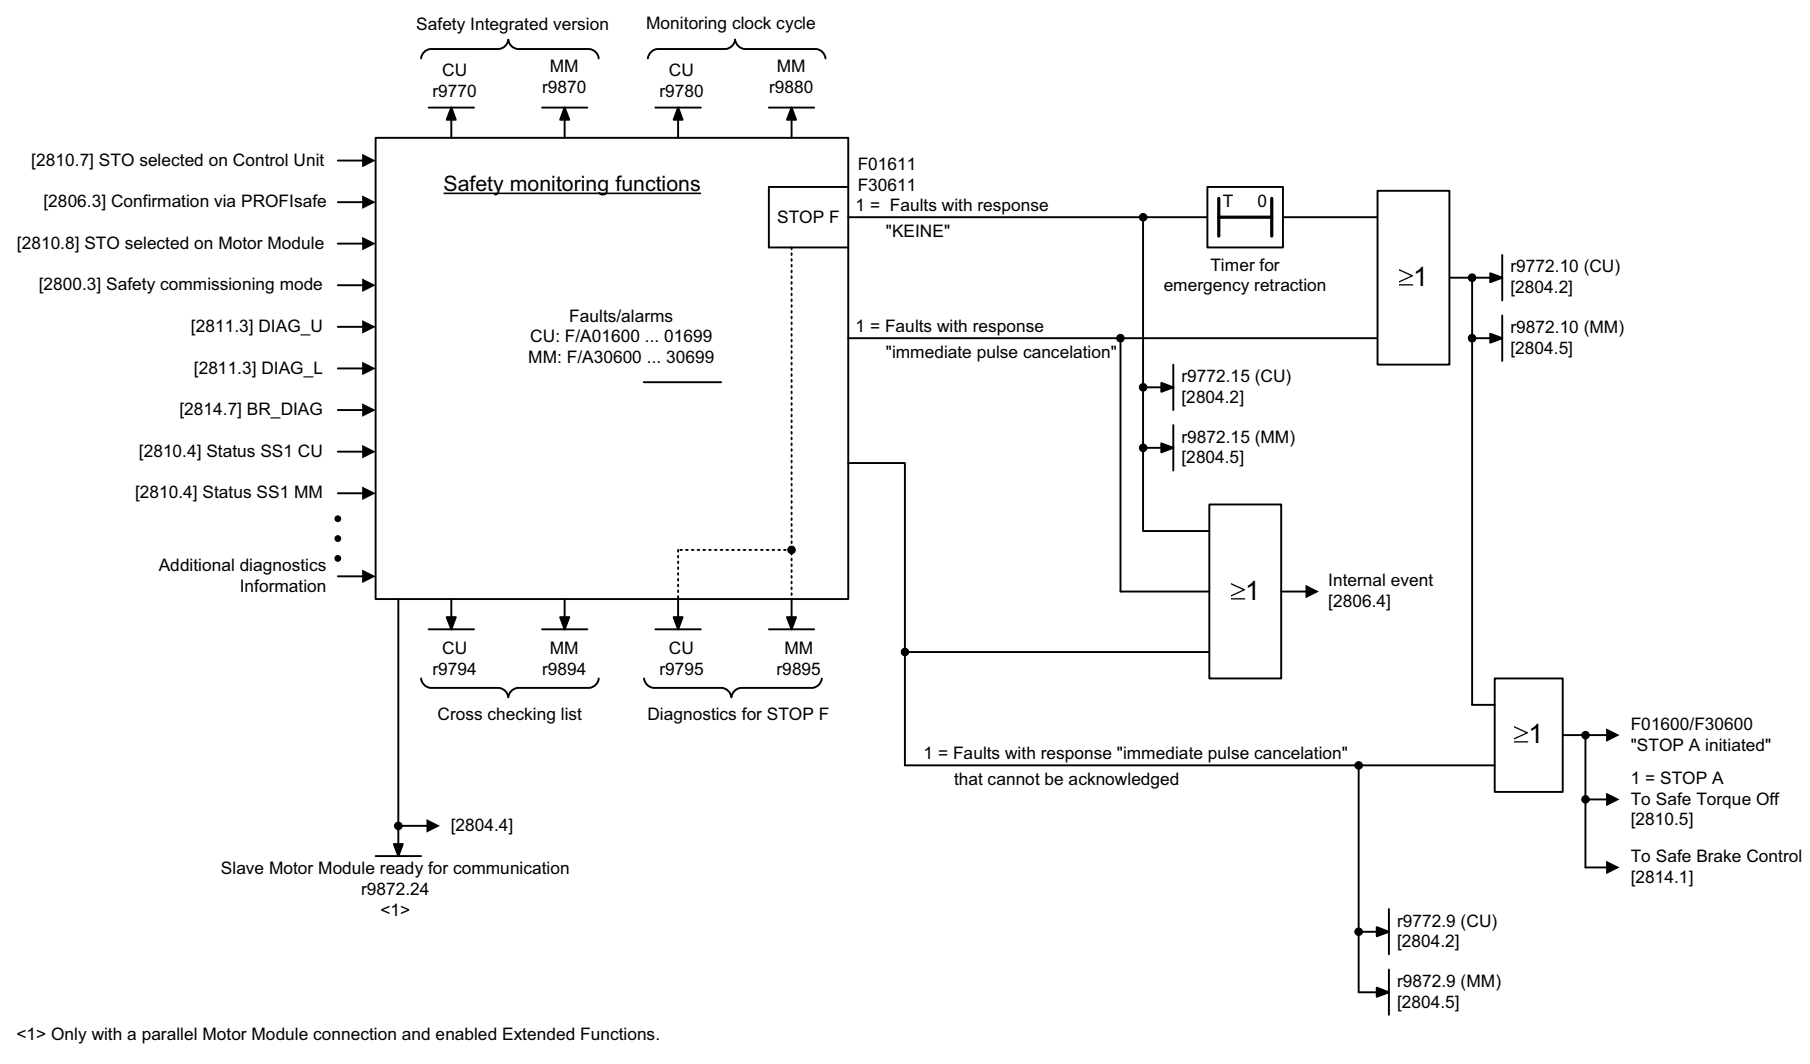 Safety Integrated version
Monitoring clock cycle
CU
r9770
MM
r9870
CU
r9780
MM
r9880
[2810.7] STO selected on Control Unit
[2806.3] Confirmation via PROFIsafe
[2810.8] STO selected on Motor Module
[2800.3] Safety commissioning mode
[2811.3] DIAG_U
[2811.3] DIAG_L
[2814.7] BR_DIAG
[2810.4] Status SS1 CU
[2810.4] Status SS1 MM
Additional diagnostics
Information
Safety monitoring functions
STOP F
Faults/alarms
CU: F/A01600 ... 01699
MM: F/A30600 ... 30699
F01611
F30611
1 = Faults with response
"KEINE"
T 0
Timer for
emergency retraction
1 = Faults with response
"immediate pulse cancelation"
≥1
r9772.10 (CU)
[2804.2]
r9872.10 (MM)
[2804.5]
r9772.15 (CU)
[2804.2]
r9872.15 (MM)
[2804.5]
≥1
Internal event
[2806.4]
CU
r9794
MM
r9894
CU
r9795
MM
r9895
Cross checking list
Diagnostics for STOP F
1 = Faults with response "immediate pulse cancelation"
that cannot be acknowledged
≥1
F01600/F30600
"STOP A initiated"
1 = STOP A
To Safe Torque Off
[2810.5]
To Safe Brake Control
[2814.1]
[2804.4]
Slave Motor Module ready for communication
r9872.24
<1>
r9772.9 (CU)
[2804.2]
r9872.9 (MM)
[2804.5]
<1> Only with a parallel Motor Module connection and enabled Extended Functions.